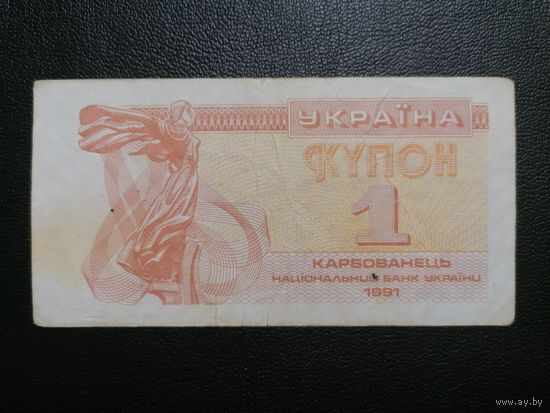 УКРАЇНА
КУПОН
1
КАРБОВАНЕЦЬ
НАЦІОНАЛЬНИЙ БАНК УКРАЇНИ
1991
www.ay.by